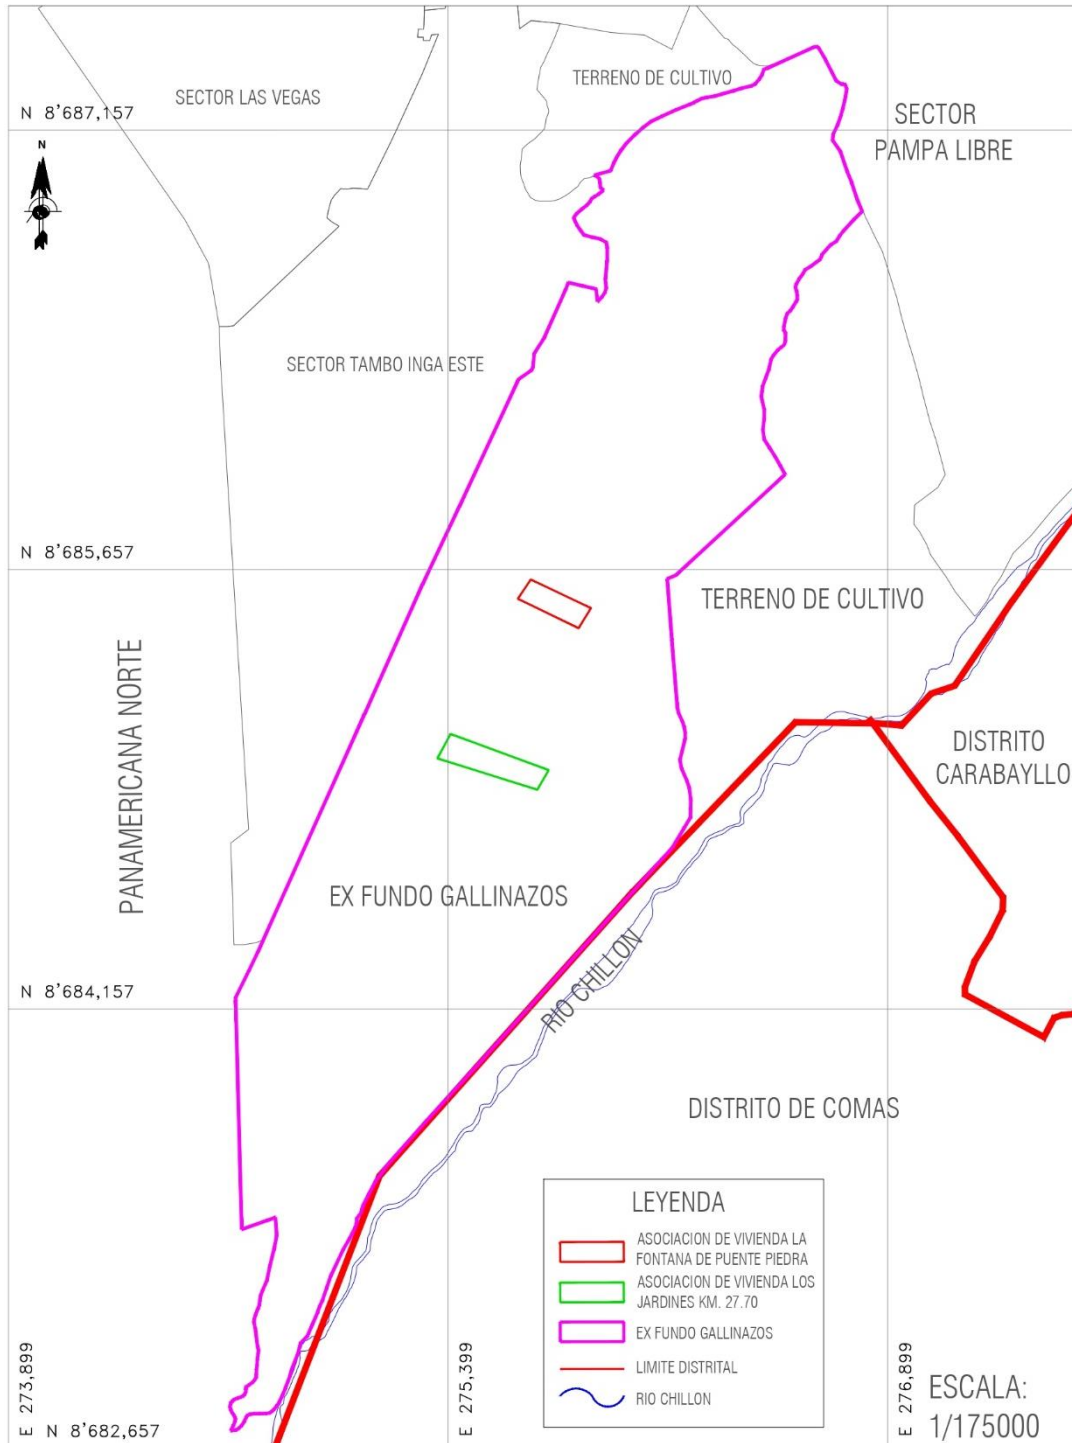 TERRENO DE CULTIVO
SECTOR LAS VEGAS
N 8'687,157
SECTOR
PAMPA LIBRE
N
SECTOR TAMBO INGA ESTE
N 8'685,657
TERRENO DE CULTIVO
PANAMERICANA NORTE
DISTRITO
CARABAYLLO
EX FUNDO GALLINAZOS
RIO CHILLON
N 8'684,157
DISTRITO DE COMAS
LEYENDA
ASOCIACION DE VIVIENDA LA
FONTANA DE PUENTE PIEDRA
ASOCIACION DE VIVIENDA LOS
JARDINES KM. 27.70
EX FUNDO GALLINAZOS
LIMITE DISTRITAL
RIO CHILLON
E 273,899
E 275,399
E 276,899
N 8'682,657
ESCALA:
1/175000